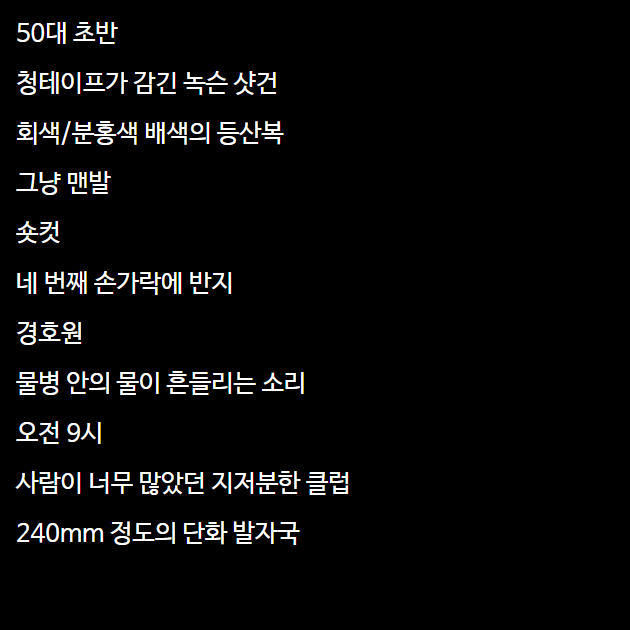 50대 초반
청테이프가 감긴 녹슨 샷건
회색/분홍색 배색의 등산복
그냥 맨발
숏컷
네 번째 손가락에 반지
경호원
물병 안의 물이 흔들리는 소리
오전 9시
사람이 너무 많았던 지저분한 클럽
240mm 정도의 단화 발자국